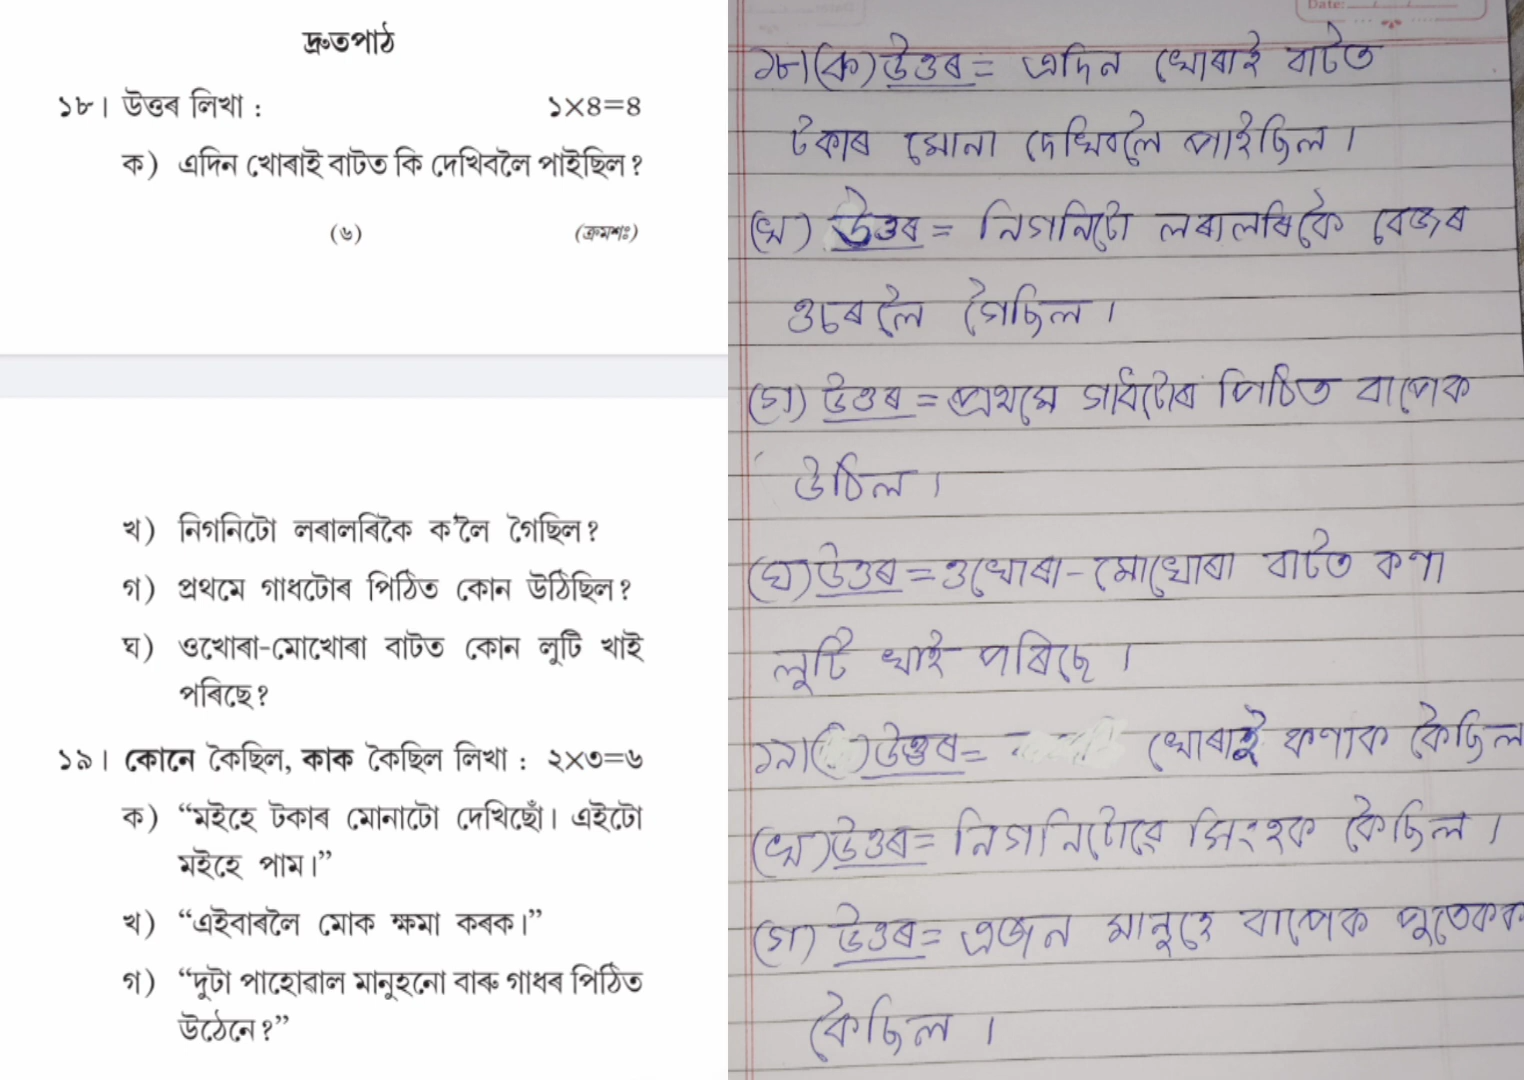 দ্ৰুতপাঠ
১৮। উত্তৰ লিখা : ১×৪=৪
ক) এদিন খোৰাই বাটত কি দেখিবলৈ পাইছিল?
(৬) (ক্ৰমশঃ)
খ) নিগনিটো লৰালৰিকৈ ক'লৈ গৈছিল?
গ) প্ৰথমে গাধটোৰ পিঠিত কোন উঠিছিল?
ঘ) ওখোৰা-মোখোৰা বাটত কোন লুটি খাই
পৰিছে?
১৯। কোনে কৈছিল, কাক কৈছিল লিখা : ২×৩=৬
ক) “মইহে টকাৰ মোনাটো দেখিছোঁ। এইটো
মইহে পাম।”
খ) “এইবাৰলৈ মোক ক্ষমা কৰক।”
গ) “দুটা পাহোৱাল মানুহনো বাৰু গাধৰ পিঠিত
উঠেনে?”
Date:
১৮।(ক) উত্তৰ = এদিন খোৰাই বাটত
টকাৰ মোনা দেখিবলৈ পাইছিল।
(খ) উত্তৰ = নিগনিটো লৰালৰিকৈ বেজৰ
ওচৰলৈ গৈছিল।
(গ) উত্তৰ = প্ৰথমে গাধটোৰ পিঠিত বাপেক
উঠিল।
(ঘ) উত্তৰ = ওখোৰা-মোখোৰা বাটত কণা
লুটি খাই পৰিছে।
১৯।( ) উত্তৰ = খোৰাই কণাক কৈছিল
(খ) উত্তৰ = নিগনিটোৱে সিংহক কৈছিল।
(গ) উত্তৰ = এজন মানুহে বাপেক পুতেকক
কৈছিল।